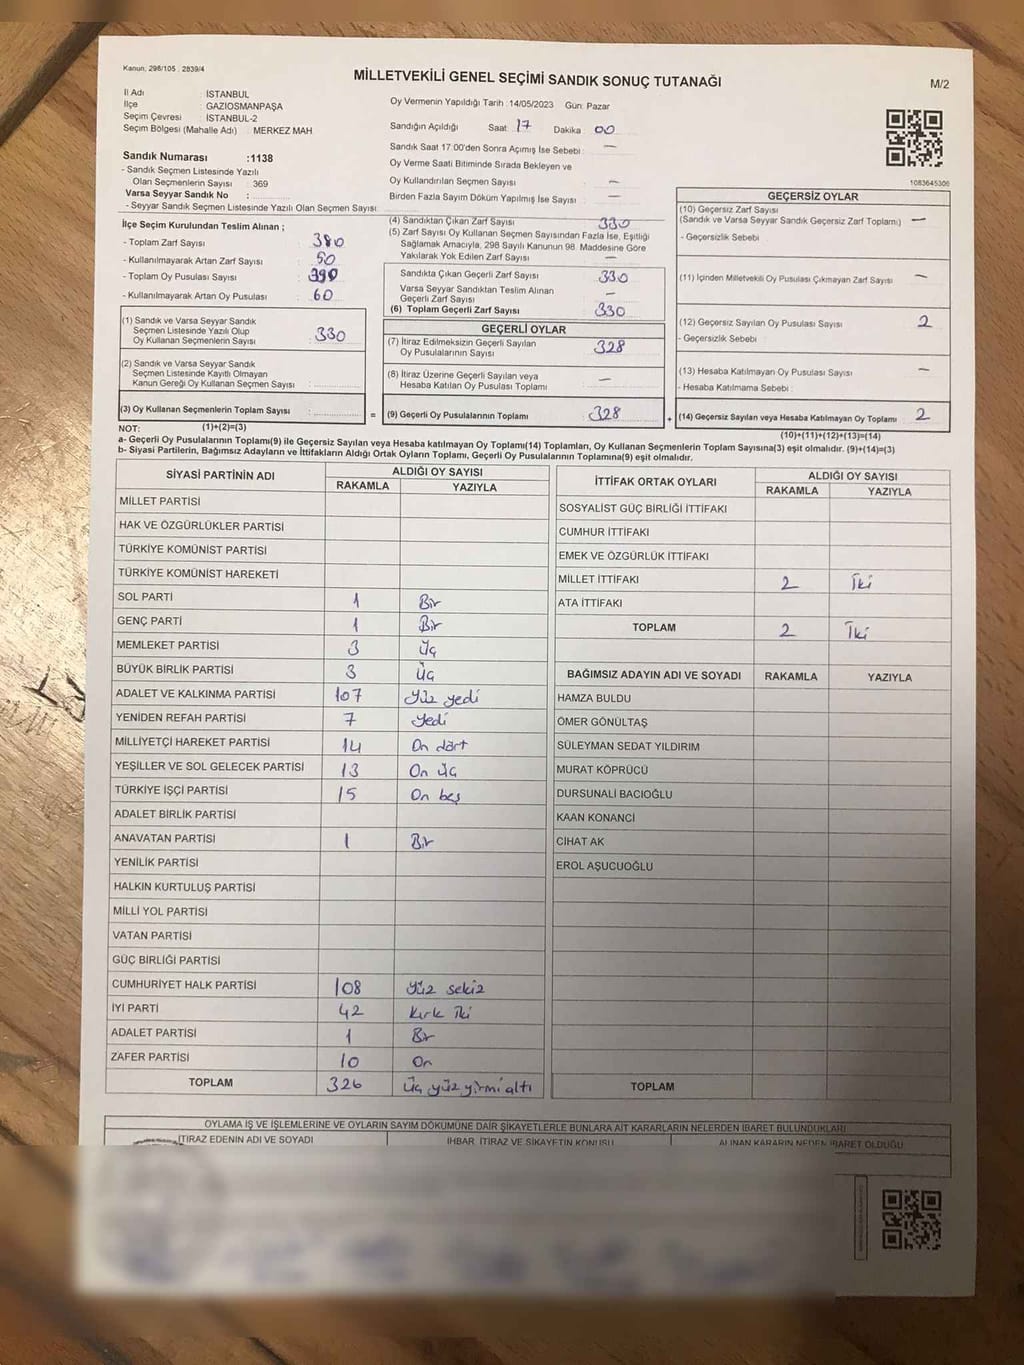 Kanun, 298/105 , 2839/4
MİLLETVEKİLİ GENEL SEÇİMİ SANDIK SONUÇ TUTANAĞI
M/2
İl Adı : İSTANBUL
İlçe : GAZİOSMANPAŞA
Seçim Çevresi : İSTANBUL-2
Seçim Bölgesi (Mahalle Adı) : MERKEZ MAH
Sandık Numarası :1138
- Sandık Seçmen Listesinde Yazılı
Olan Seçmenlerin Sayısı : 369
Varsa Seyyar Sandık No :
- Seyyar Sandık Seçmen Listesinde Yazılı Olan Seçmen Sayısı:
Oy Vermenin Yapıldığı Tarih :14/05/2023 Gün: Pazar
Sandığın Açıldığı Saat : 17 Dakika : 00
Sandık Saat 17 00'den Sonra Açımış İse Sebebi : —
Oy Verme Saati Bitiminde Sırada Bekleyen ve
Oy Kullandırılan Seçmen Sayısı : —
Birden Fazla Sayım Döküm Yapılmış İse Sayısı : —
1083645306
İlçe Seçim Kurulundan Teslim Alınan ;
- Toplam Zarf Sayısı : 380
- Kullanılmayarak Artan Zarf Sayısı : 50
- Toplam Oy Pusulası Sayısı : 390
- Kullanılmayarak Artan Oy Pusulası : 60
(1) Sandık ve Varsa Seyyar Sandık
Seçmen Listesinde Yazılı Olup
Oy Kullanan Seçmenlerin Sayısı : 330
(2) Sandık ve Varsa Seyyar Sandık
Seçmen Listesinde Kayıtlı Olmayan
Kanun Gereği Oy Kullanan Seçmen Sayısı :
(3) Oy Kullanan Seçmenlerin Toplam Sayısı :
(1)+(2)=(3)
(4) Sandıktan Çıkan Zarf Sayısı : 330
(5) Zarf Sayısı Oy Kullanan Seçmen Sayısından Fazla İse, Eşitliği
Sağlamak Amacıyla, 298 Sayılı Kanunun 98. Maddesine Göre
Yakılarak Yok Edilen Zarf Sayısı : —
Sandıkta Çıkan Geçerli Zarf Sayısı : 330
Varsa Seyyar Sandıktan Teslim Alınan
Geçerli Zarf Sayısı : —
(6) Toplam Geçerli Zarf Sayısı : 330
GEÇERLİ OYLAR
(7) İtiraz Edilmeksizin Geçerli Sayılan
Oy Pusulalarının Sayısı : 328
(8) İtiraz Üzerine Geçerli Sayılan veya
Hesaba Katılan Oy Pusulası Toplamı : —
= (9) Geçerli Oy Pusulalarının Toplamı : 328
GEÇERSİZ OYLAR
(10) Geçersiz Zarf Sayısı
(Sandık ve Varsa Seyyar Sandık Geçersiz Zarf Toplamı) : —
- Geçersizlik Sebebi :
(11) İçinden Milletvekili Oy Pusulası Çıkmayan Zarf Sayısı : —
(12) Geçersiz Sayılan Oy Pusulası Sayısı : 2
- Geçersizlik Sebebi :
(13) Hesaba Katılmayan Oy Pusulası Sayısı : —
- Hesaba Katılmama Sebebi :
+ (14) Geçersiz Sayılan veya Hesaba Katılmayan Oy Toplamı : 2
(10)+(11)+(12)+(13)=(14)
NOT:
a- Geçerli Oy Pusulalarının Toplamı(9) ile Geçersiz Sayılan veya Hesaba katılmayan Oy Toplamı(14) Toplamları, Oy Kullanan Seçmenlerin Toplam Sayısına(3) eşit olmalıdır. (9)+(14)=(3)
b- Siyasi Partilerin, Bağımsız Adayların ve İttifakların Aldığı Ortak Oyların Toplamı, Geçerli Oy Pusulalarının Toplamına(9) eşit olmalıdır.
SİYASİ PARTİNİN ADI ALDIĞI OY SAYISI
RAKAMLA YAZIYLA
MİLLET PARTİSİ
HAK VE ÖZGÜRLÜKLER PARTİSİ
TÜRKİYE KOMÜNİST PARTİSİ
TÜRKİYE KOMÜNİST HAREKETİ
SOL PARTİ 1 Bir
GENÇ PARTİ 1 Bir
MEMLEKET PARTİSİ 3 Üç
BÜYÜK BİRLİK PARTİSİ 3 Üç
ADALET VE KALKINMA PARTİSİ 107 Yüz yedi
YENİDEN REFAH PARTİSİ 7 Yedi
MİLLİYETÇİ HAREKET PARTİSİ 14 On dört
YEŞİLLER VE SOL GELECEK PARTİSİ 13 On üç
TÜRKİYE İŞÇİ PARTİSİ 15 On beş
ADALET BİRLİK PARTİSİ
ANAVATAN PARTİSİ 1 Bir
YENİLİK PARTİSİ
HALKIN KURTULUŞ PARTİSİ
MİLLİ YOL PARTİSİ
VATAN PARTİSİ
GÜÇ BİRLİĞİ PARTİSİ
CUMHURİYET HALK PARTİSİ 108 Yüz sekiz
İYİ PARTİ 42 Kırk İki
ADALET PARTİSİ 1 Bir
ZAFER PARTİSİ 10 On
TOPLAM 326 Üç yüz yirmi altı
İTTİFAK ORTAK OYLARI ALDIĞI OY SAYISI
RAKAMLA YAZIYLA
SOSYALİST GÜÇ BİRLİĞİ İTTİFAKI
CUMHUR İTTİFAKI
EMEK VE ÖZGÜRLÜK İTTİFAKI
MİLLET İTTİFAKI 2 İki
ATA İTTİFAKI
TOPLAM 2 İki
BAĞIMSIZ ADAYIN ADI VE SOYADI RAKAMLA YAZIYLA
HAMZA BULDU
ÖMER GÖNÜLTAŞ
SÜLEYMAN SEDAT YILDIRIM
MURAT KÖPRÜCÜ
DURSUNALİ BACIOĞLU
KAAN KONANCİ
CİHAT AK
EROL AŞUCUOĞLU
TOPLAM
OYLAMA İŞ VE İŞLEMLERİNE VE OYLARIN SAYIM DÖKÜMÜNE DAİR ŞİKAYETLERLE BUNLARA AİT KARARLARIN NELERDEN İBARET BULUNDUKLARI
İTİRAZ EDENİN ADI VE SOYADI İHBAR, İTİRAZ VE ŞİKAYETİN KONUSU ALINAN KARARIN NEDEN İBARET OLDUĞU